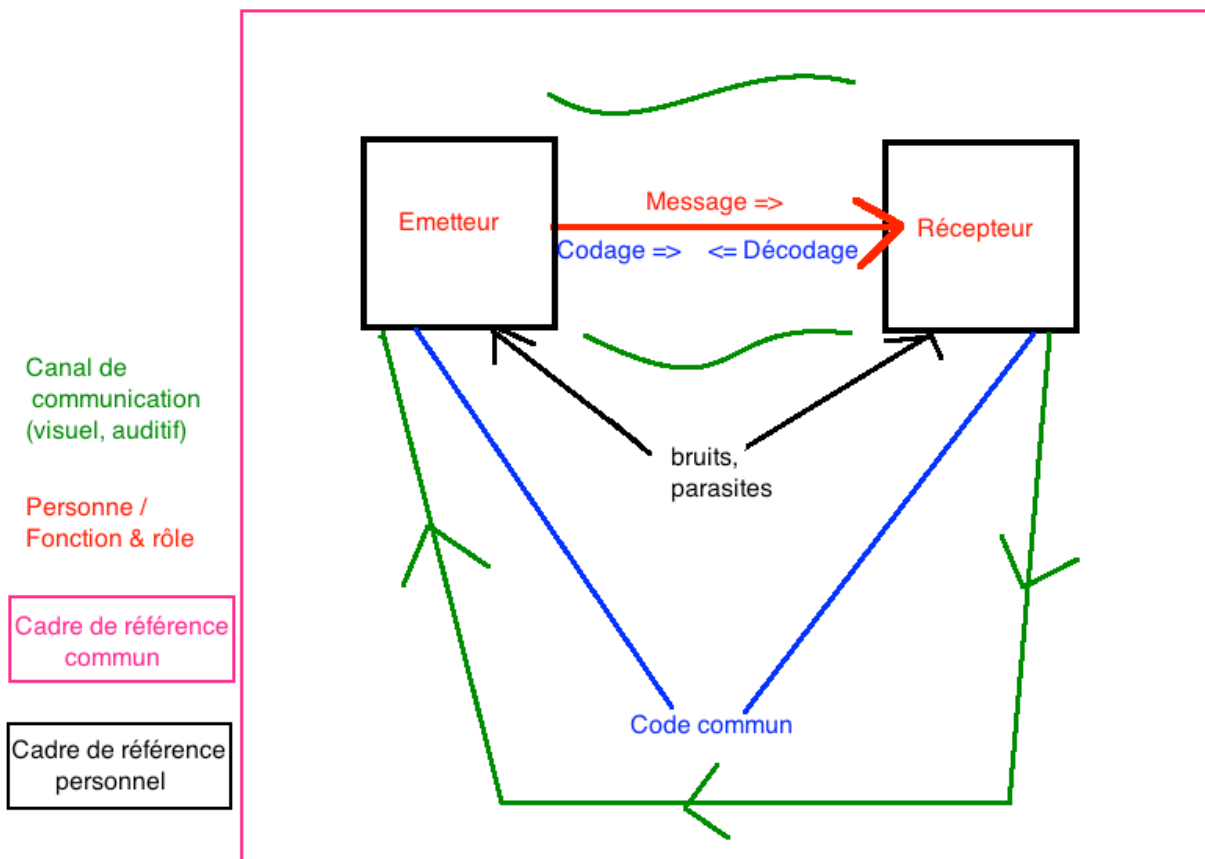 Emetteur
Message =>
Codage => <= Décodage
Récepteur
bruits,
parasites
Code commun
Canal de
communication
(visuel, auditif)
Personne /
Fonction & rôle
Cadre de référence
commun
Cadre de référence
personnel